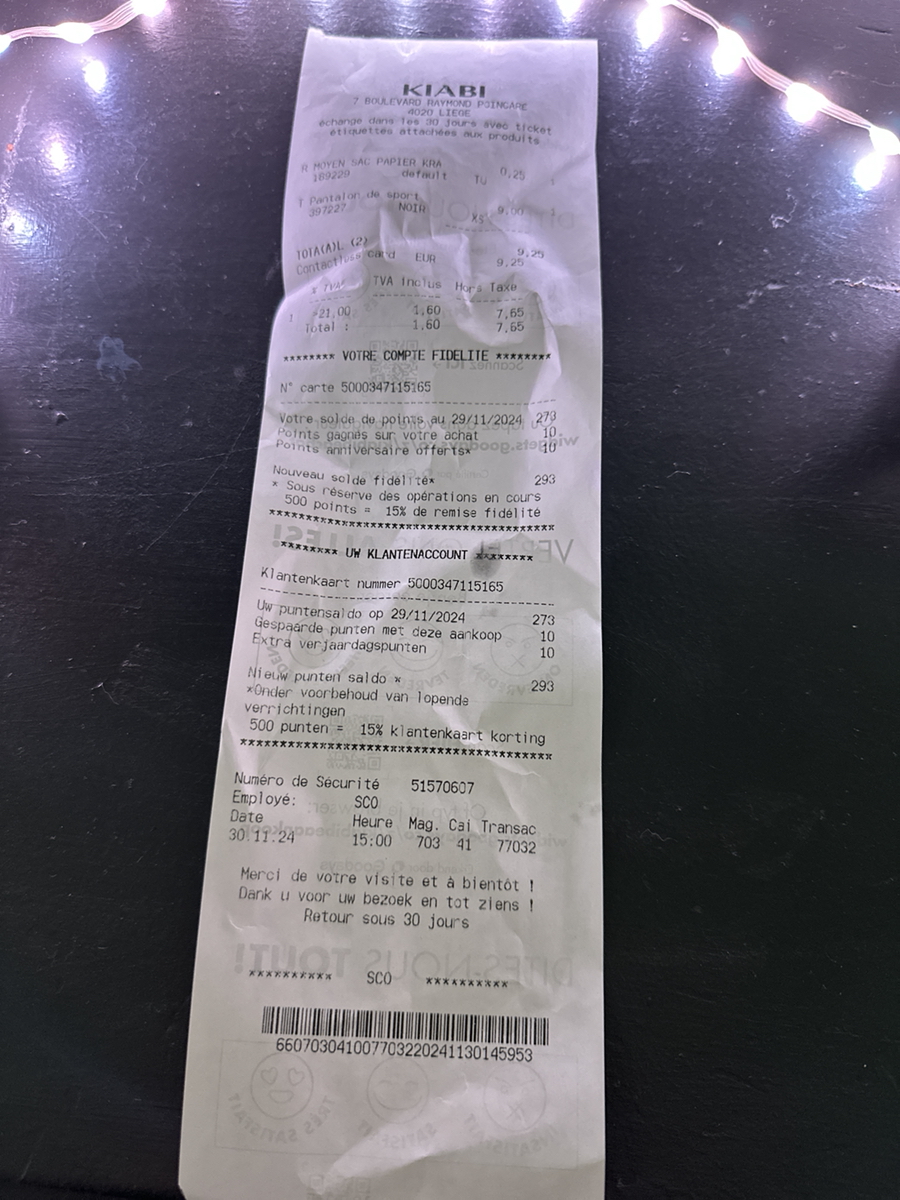 KIABI
7 BOULEVARD RAYMOND POINCARE
4020 LIEGE
échange dans les 30 jours avec ticket
étiquettes attachées aux produits
R MOYEN SAC PAPIER KRA
189229 default TU 0,25 1
T Pantalon de sport
397227 NOIR XS 9,00 1
TOTA(A)L (2) 9,25
Contactless card EUR 9,25
% TVA TVA inclus Hors Taxe
1 21,00 1,60 7,65
Total : 1,60 7,65
******** VOTRE COMPTE FIDELITE ********
N° carte 5000347115165
Votre solde de points au 29/11/2024 273
Points gagnés sur votre achat 10
Points anniversaire offerts* 10
Nouveau solde fidélité* 293
* Sous réserve des opérations en cours
500 points = 15% de remise fidélité
********* UW KLANTENACCOUNT ********
Klantenkaart nummer 5000347115165
Uw puntensaldo op 29/11/2024 273
Gespaarde punten met deze aankoop 10
Extra verjaardagspunten 10
Nieuw punten saldo * 293
*Onder voorbehoud van lopende
verrichtingen
500 punten = 15% klantenkaart korting
Numéro de Sécurité 51570607
Employé: SCO
Date Heure Mag. Cai Transac
30.11.24 15:00 703 41 77032
Merci de votre visite et à bientôt !
Dank u voor uw bezoek en tot ziens !
Retour sous 30 jours
********** SCO **********
660703041007703220241130145953